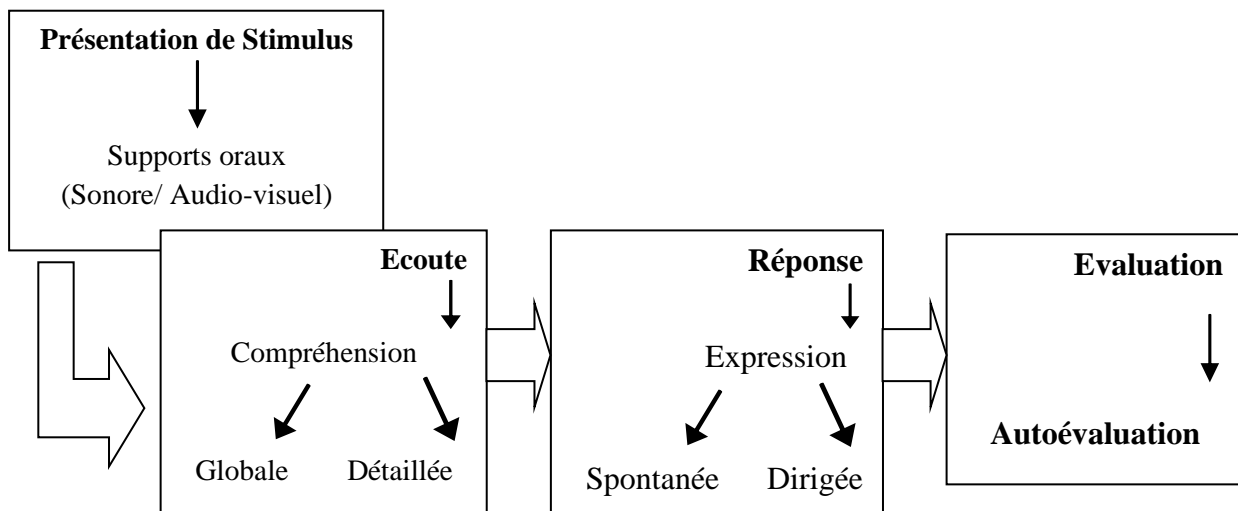 Présentation de Stimulus
Supports oraux
(Sonore/ Audio-visuel)
Ecoute
Compréhension
Globale
Détaillée
Réponse
Expression
Spontanée
Dirigée
Evaluation
Autoévaluation